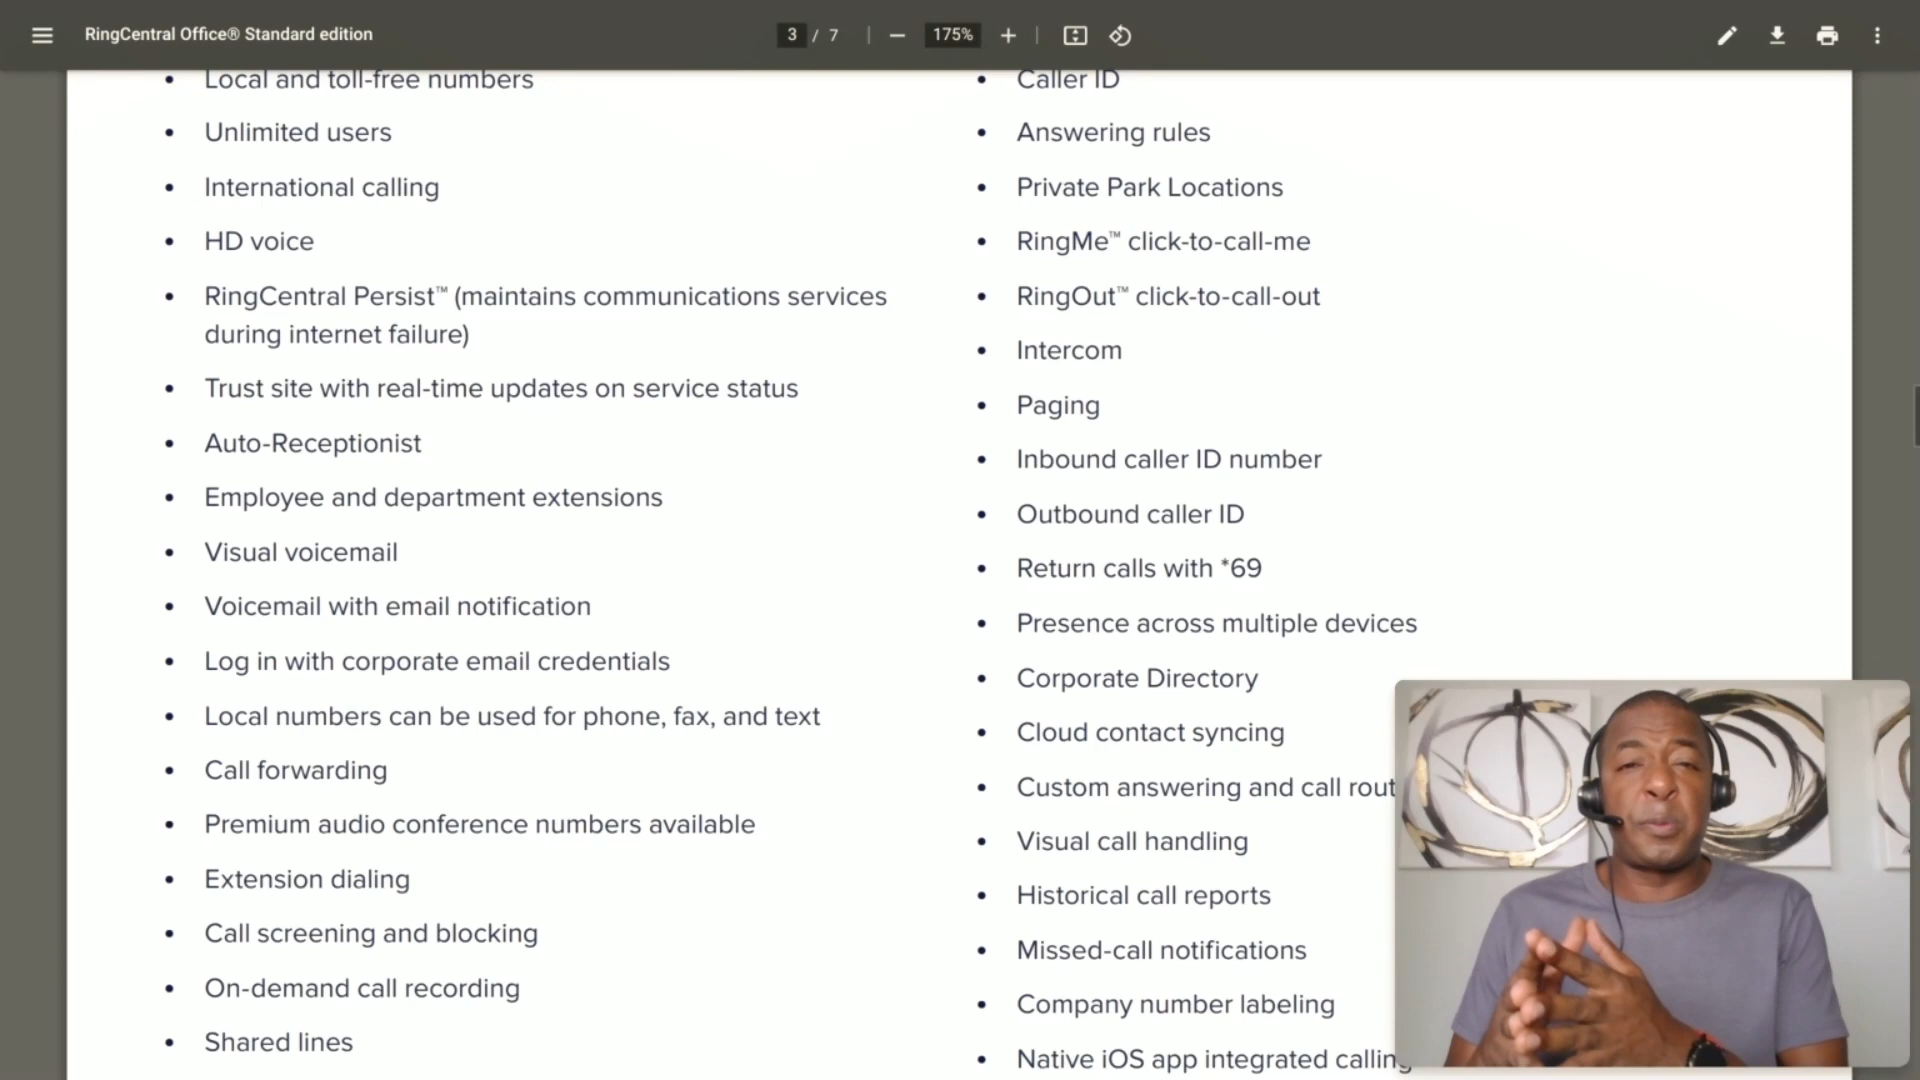 RingCentral Office® Standard edition
3 / 7
175%
Local and toll-free numbers
Unlimited users
International calling
HD voice
RingCentral Persist™ (maintains communications services
during internet failure)
Trust site with real-time updates on service status
Auto-Receptionist
Employee and department extensions
Visual voicemail
Voicemail with email notification
Log in with corporate email credentials
Local numbers can be used for phone, fax, and text
Call forwarding
Premium audio conference numbers available
Extension dialing
Call screening and blocking
On-demand call recording
Shared lines
Caller ID
Answering rules
Private Park Locations
RingMe™ click-to-call-me
RingOut™ click-to-call-out
Intercom
Paging
Inbound caller ID number
Outbound caller ID
Return calls with *69
Presence across multiple devices
Corporate Directory
Cloud contact syncing
Custom answering and call rout
Visual call handling
Historical call reports
Missed-call notifications
Company number labeling
Native iOS app integrated calling